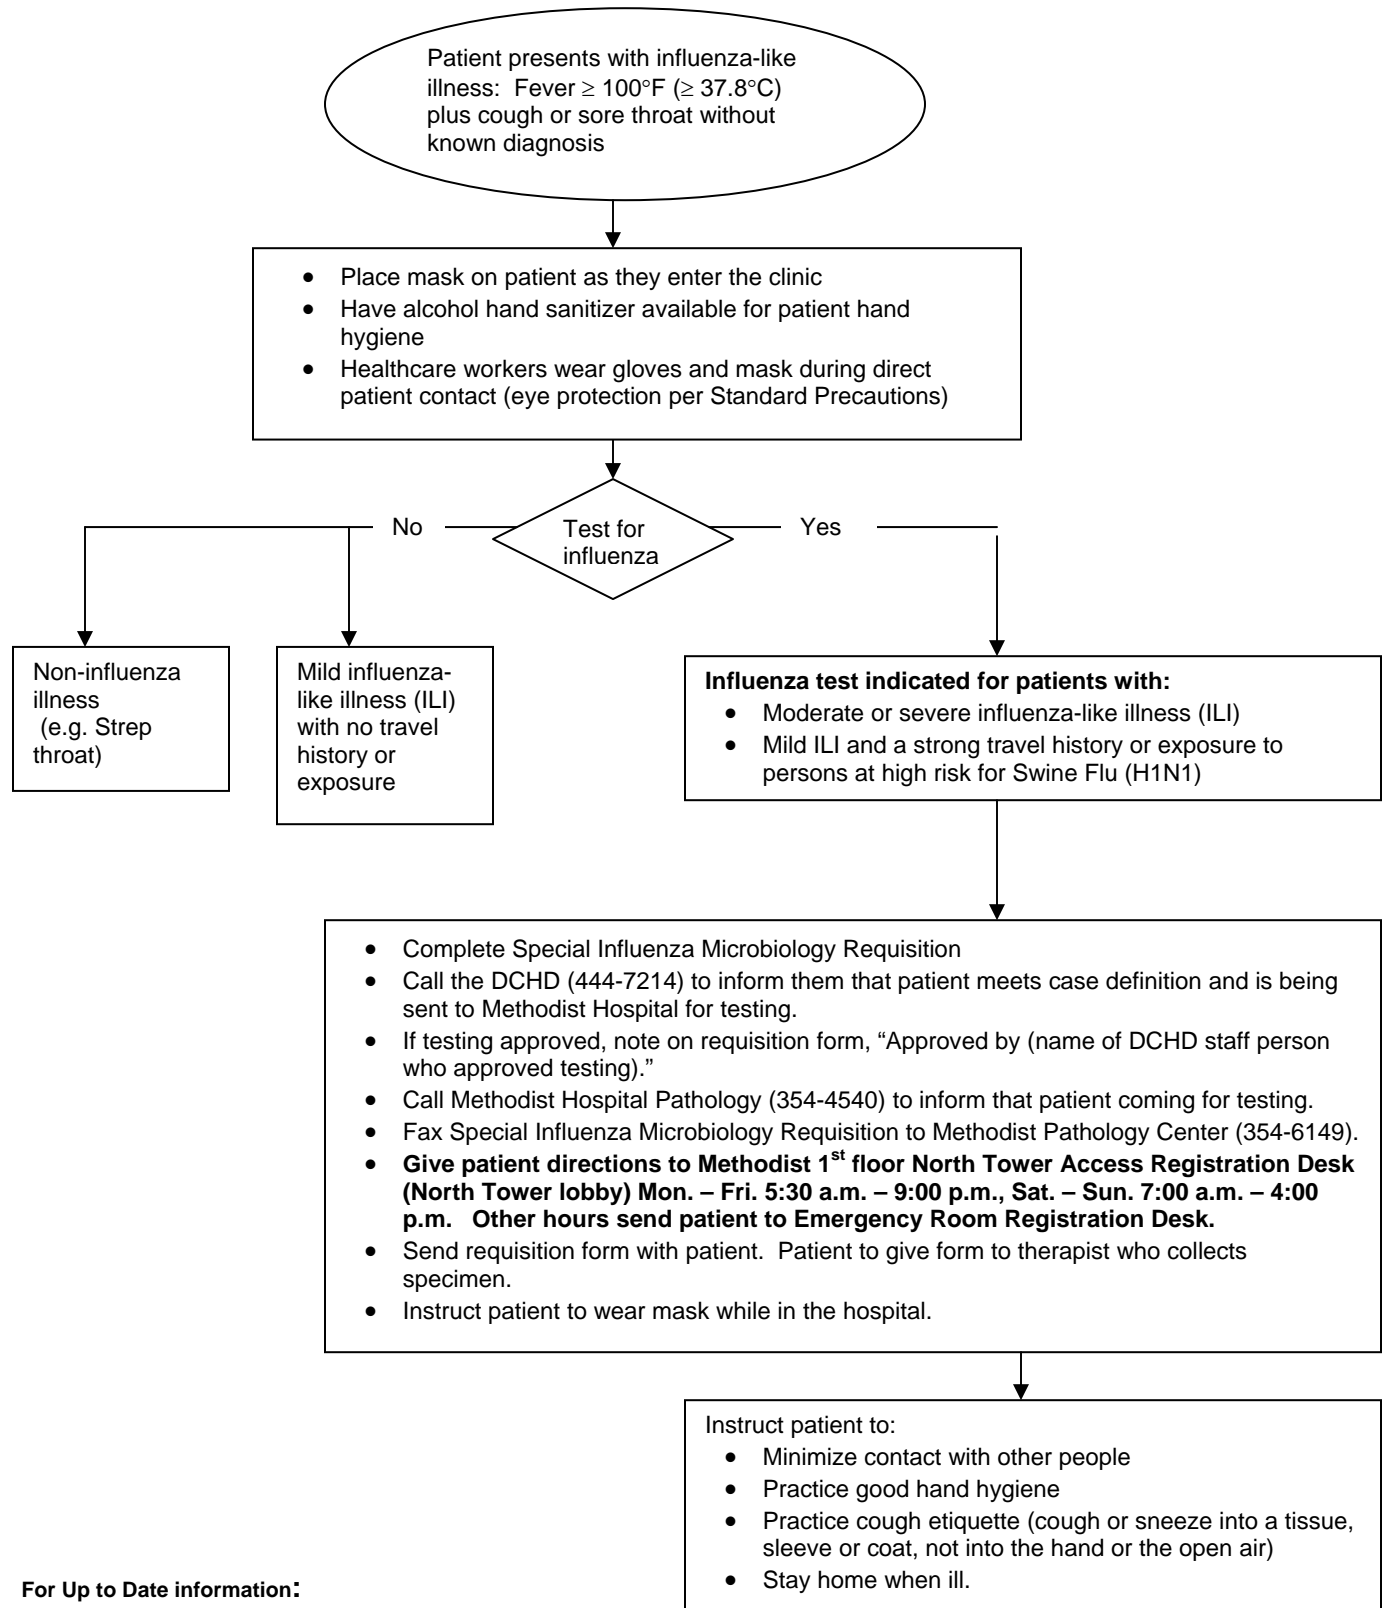 Patient presents with influenza-like
illness:  Fever ≥ 100°F (≥ 37.8°C)
plus cough or sore throat without
known diagnosis
• Place mask on patient as they enter the clinic
• Have alcohol hand sanitizer available for patient hand
hygiene
• Healthcare workers wear gloves and mask during direct
patient contact (eye protection per Standard Precautions)
No
Test for
influenza
Yes
Non-influenza
illness
(e.g. Strep
throat)
Mild influenza-
like illness (ILI)
with no travel
history or
exposure
Influenza test indicated for patients with:
• Moderate or severe influenza-like illness (ILI)
• Mild ILI and a strong travel history or exposure to
persons at high risk for Swine Flu (H1N1)
• Complete Special Influenza Microbiology Requisition
• Call the DCHD (444-7214) to inform them that patient meets case definition and is being
sent to Methodist Hospital for testing.
• If testing approved, note on requisition form, “Approved by (name of DCHD staff person
who approved testing).”
• Call Methodist Hospital Pathology (354-4540) to inform that patient coming for testing.
• Fax Special Influenza Microbiology Requisition to Methodist Pathology Center (354-6149).
• Give patient directions to Methodist 1st floor North Tower Access Registration Desk
(North Tower lobby) Mon. – Fri. 5:30 a.m. – 9:00 p.m., Sat. – Sun. 7:00 a.m. – 4:00
p.m.   Other hours send patient to Emergency Room Registration Desk.
• Send requisition form with patient.  Patient to give form to therapist who collects
specimen.
• Instruct patient to wear mask while in the hospital.
Instruct patient to:
• Minimize contact with other people
• Practice good hand hygiene
• Practice cough etiquette (cough or sneeze into a tissue,
sleeve or coat, not into the hand or the open air)
• Stay home when ill.
For Up to Date information: